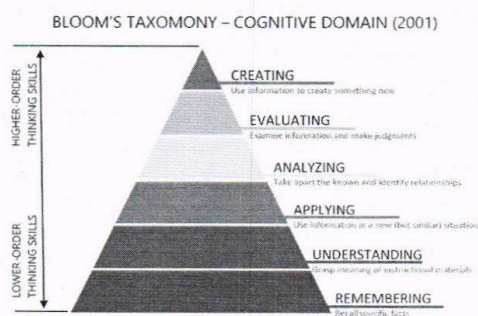 BLOOM'S TAXOMONY – COGNITIVE DOMAIN (2001)
HIGHER-ORDER
THINKING SKILLS
LOWER-ORDER
THINKING SKILLS
CREATING
Use information to create something new
EVALUATING
Examine information and make judgments
ANALYZING
Take apart the known and identify relationships
APPLYING
Use information in a new (but similar) situation
UNDERSTANDING
Grasp meaning of instructional materials
REMEMBERING
Recall specific facts